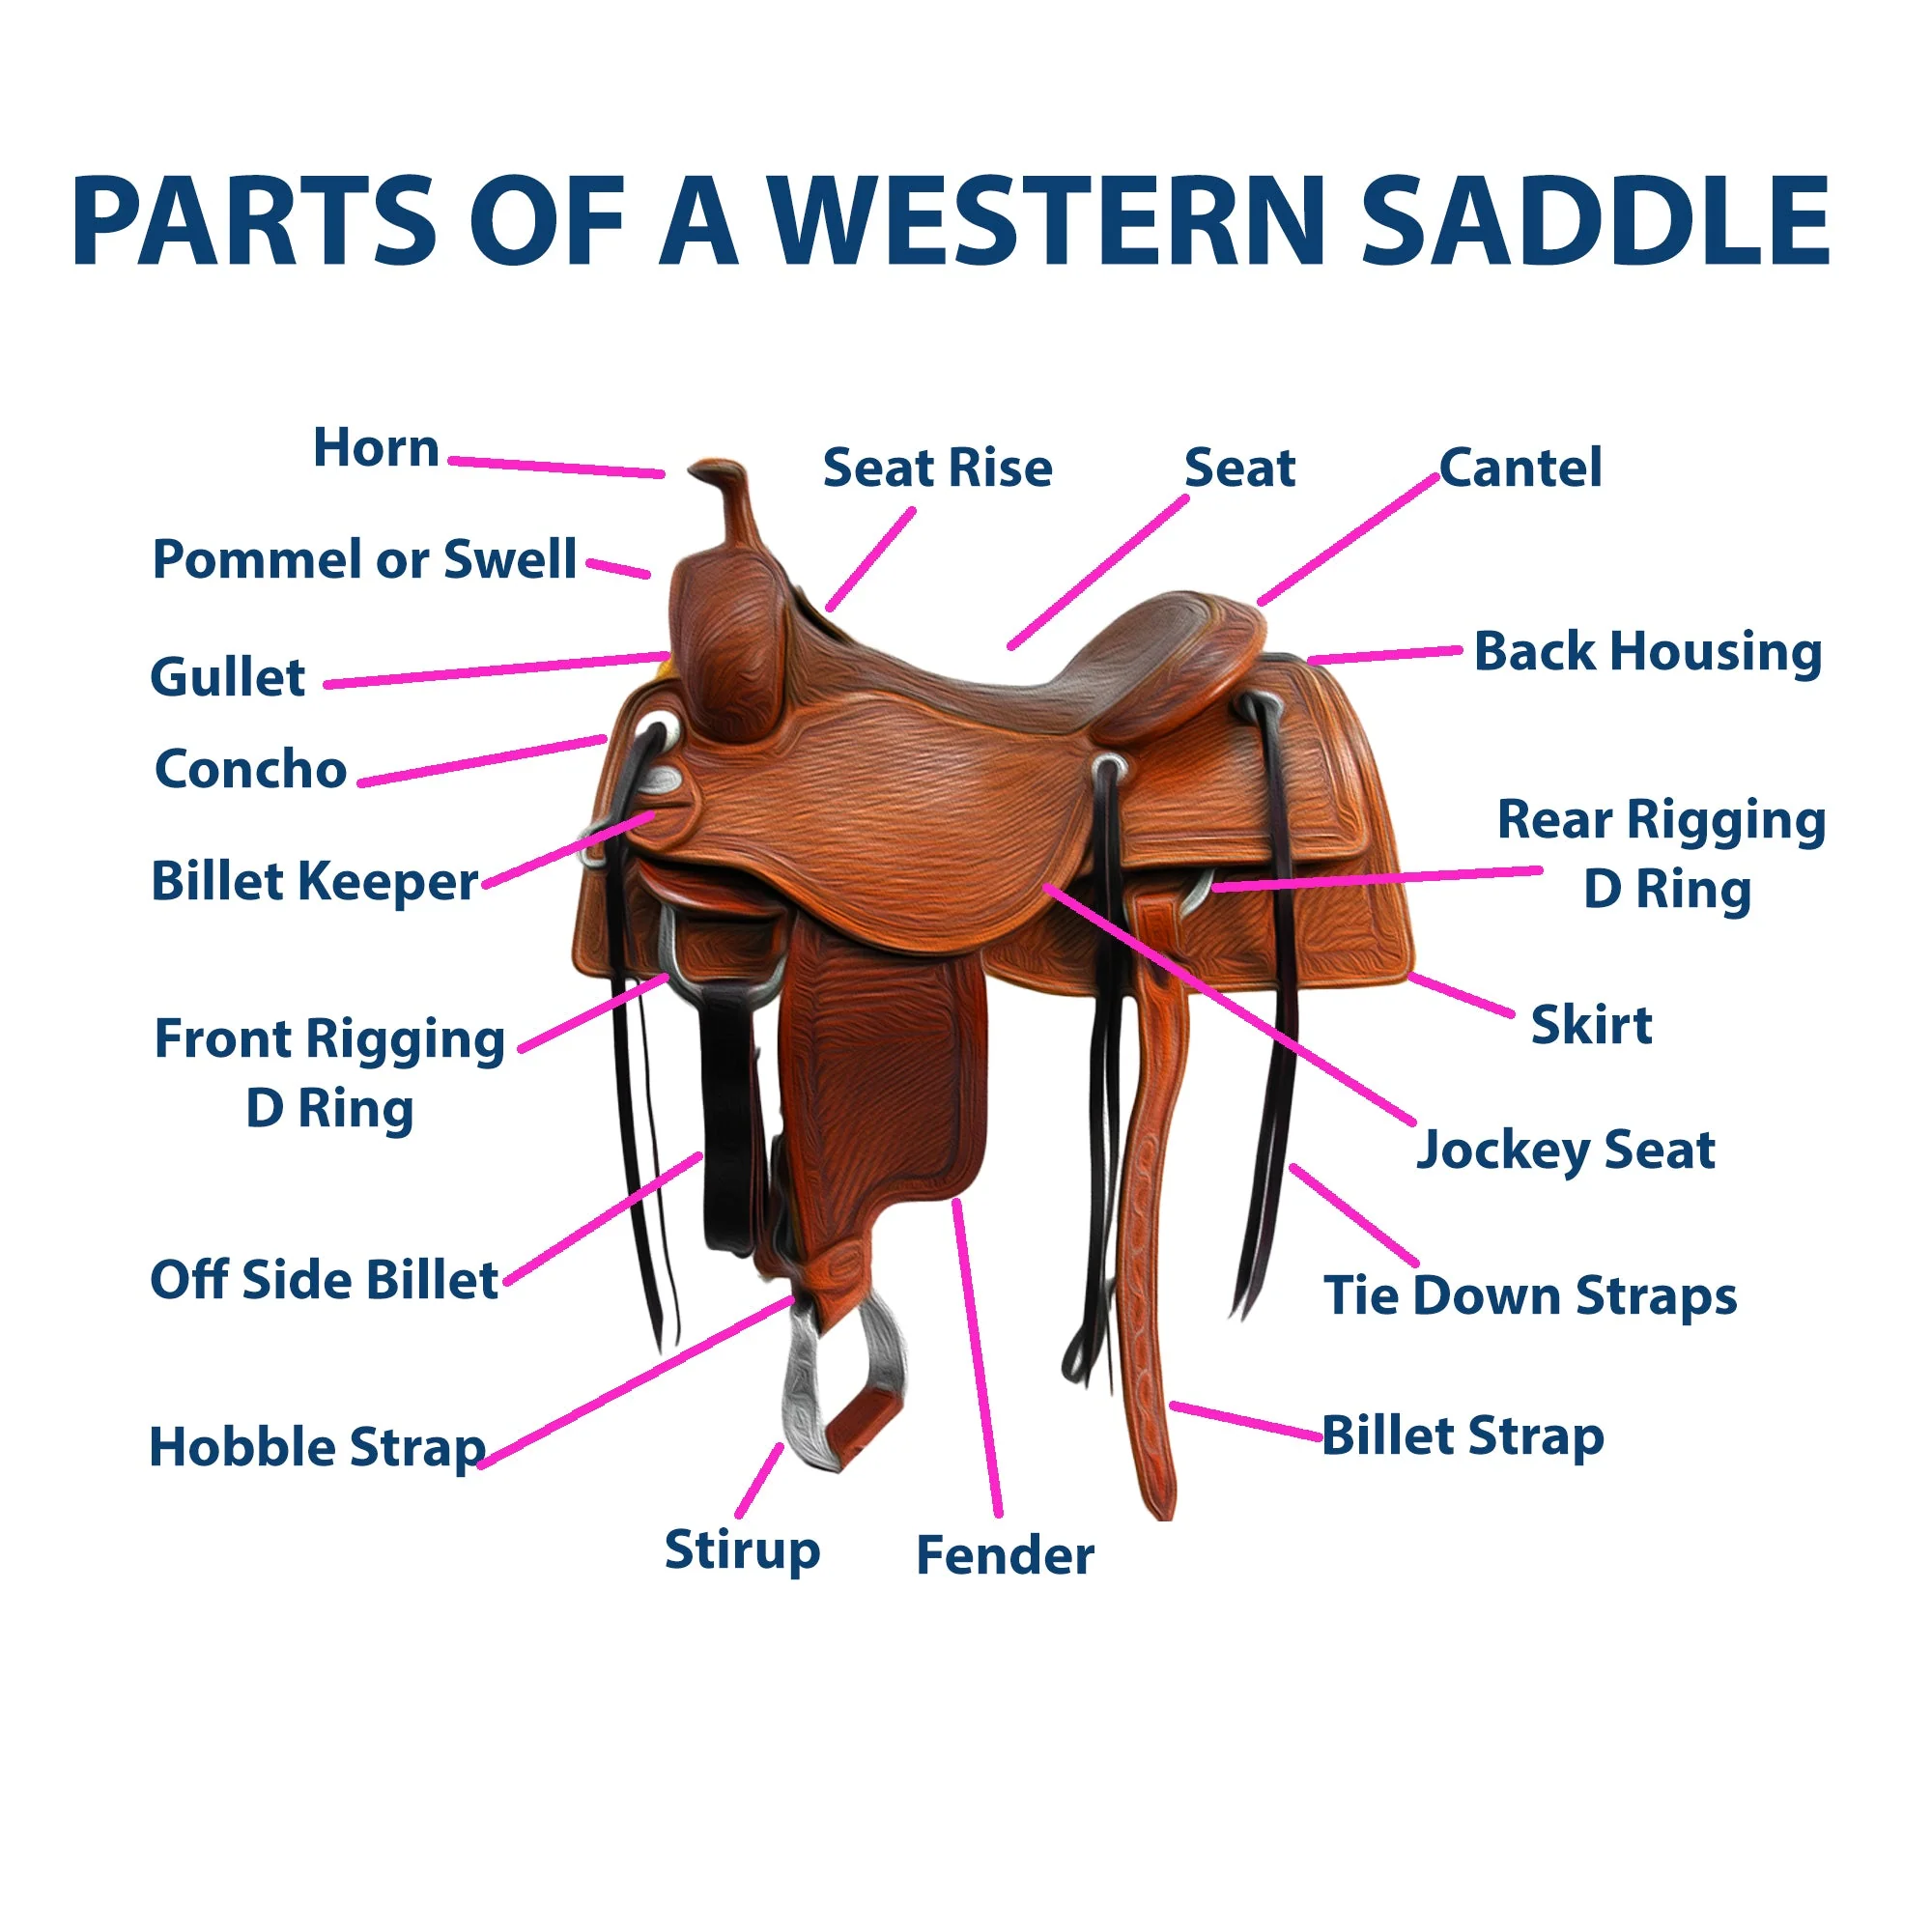 PARTS OF A WESTERN SADDLE
Horn
Seat Rise
Seat
Cantel
Pommel or Swell
Back Housing
Gullet
Concho
Rear Rigging
D Ring
Billet Keeper
Skirt
Front Rigging
D Ring
Jockey Seat
Off Side Billet
Tie Down Straps
Hobble Strap
Billet Strap
Stirup
Fender